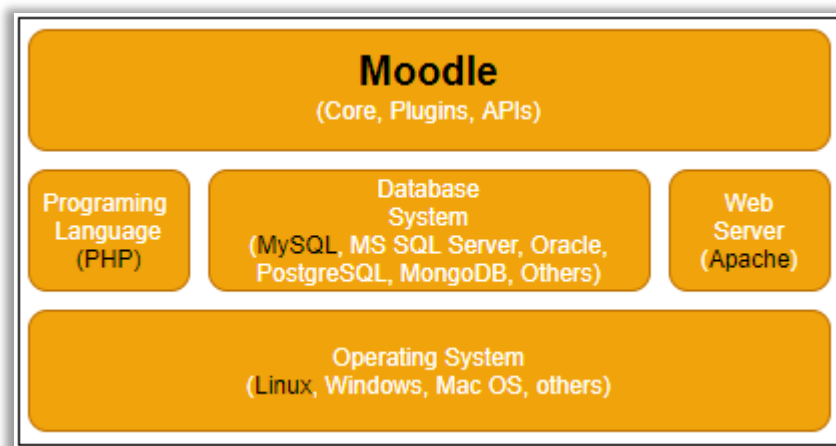 Moodle
(Core, Plugins, APIs)
Programing
Language
(PHP)
Database
System
(MySQL, MS SQL Server, Oracle,
PostgreSQL, MongoDB, Others)
Web
Server
(Apache)
Operating System
(Linux, Windows, Mac OS, others)